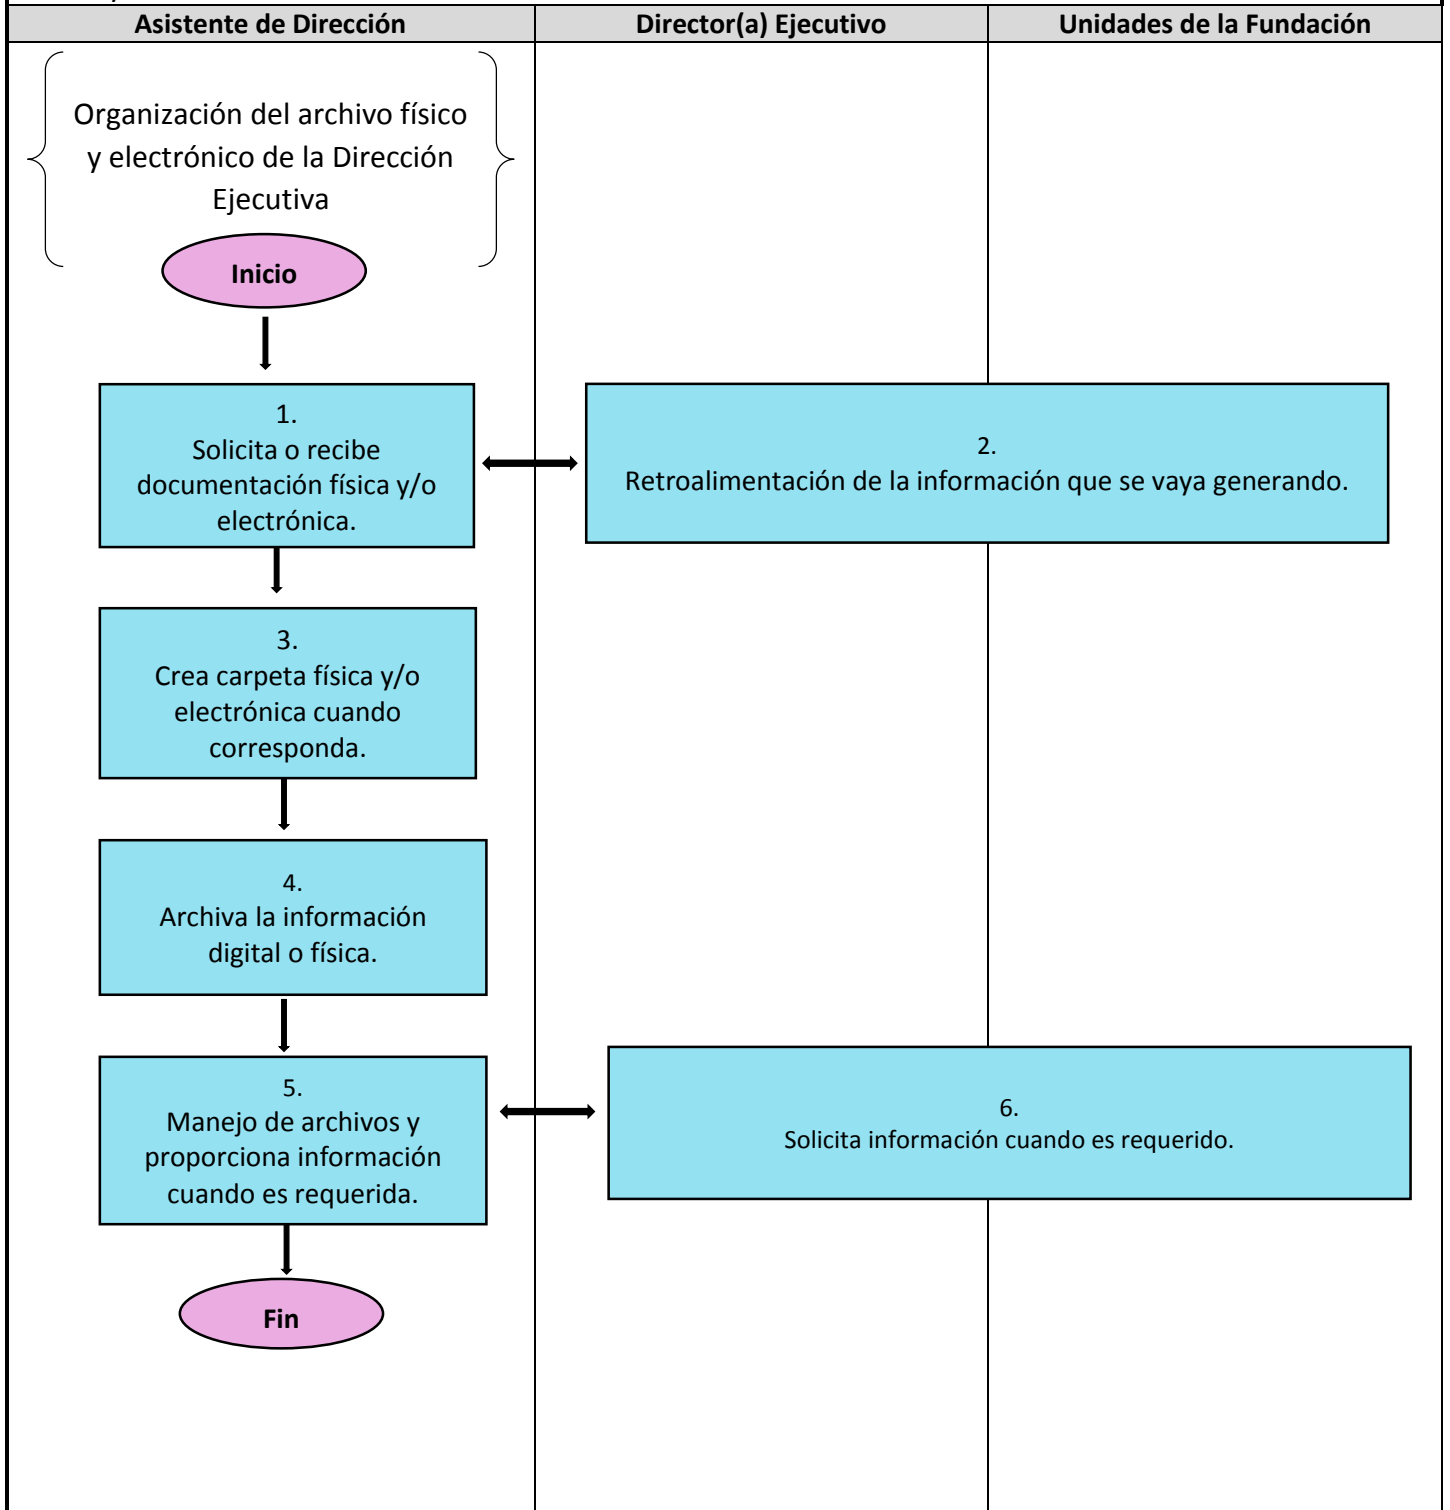 Asistente de Dirección
Director(a) Ejecutivo
Unidades de la Fundación
Organización del archivo físico
y electrónico de la Dirección
Ejecutiva
Inicio
1.
Solicita o recibe
documentación física y/o
electrónica.
2.
Retroalimentación de la información que se vaya generando.
3.
Crea carpeta física y/o
electrónica cuando
corresponda.
4.
Archiva la información
digital o física.
5.
Manejo de archivos y
proporciona información
cuando es requerida.
6.
Solicita información cuando es requerido.
Fin